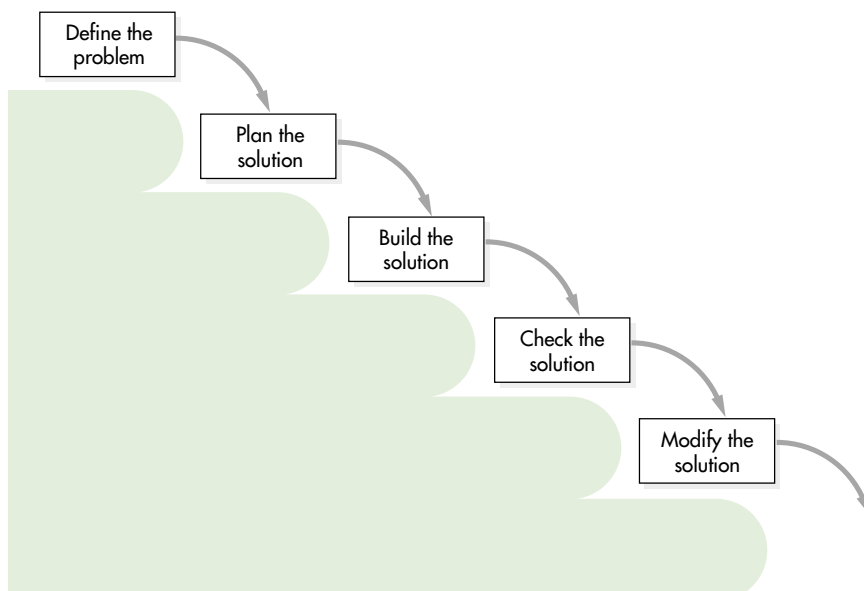 Define the
problem
Plan the
solution
Build the
solution
Check the
solution
Modify the
solution